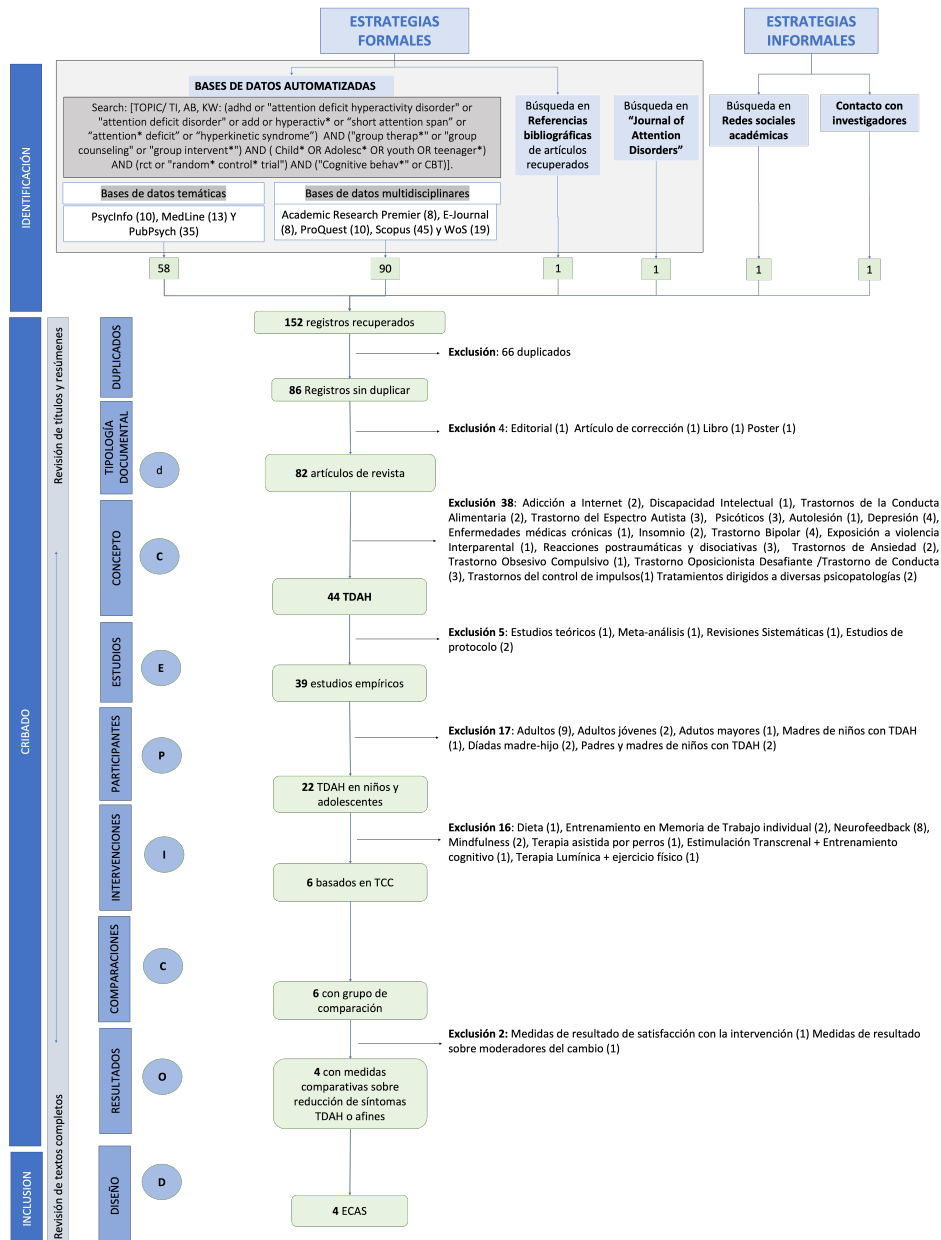 ESTRATEGIAS
FORMALES
ESTRATEGIAS
INFORMALES
IDENTIFICACIÓN
BASES DE DATOS AUTOMATIZADAS
Search: [TOPIC/ TI, AB, KW: (adhd or "attention deficit hyperactivity disorder" or
"attention deficit disorder" or add or hyperactiv* or “short attention span” or
“attention* deficit” or “hyperkinetic syndrome”) AND ("group therap*" or "group
counseling" or "group intervent*") AND ( Child* OR Adolesc* OR youth OR teenager*)
AND (rct or "random* control* trial") AND ("Cognitive behav*" or CBT)].
Bases de datos temáticas
PsycInfo (10), MedLine (13) Y
PubPsych (35)
Bases de datos multidisplinares
Academic Research Premier (8), E-Journal
(8), ProQuest (10), Scopus (45) y WoS (19)
Búsqueda en
Referencias
bibliográficas
de artículos
recuperados
Búsqueda en
“Journal of
Attention
Disorders”
Búsqueda en
Redes sociales
académicas
Contacto con
investigadores
58
90
1
1
1
1
CRIBADO
Revisión de títulos y resúmenes
DUPLICADOS
152 registros recuperados
Exclusión: 66 duplicados
86 Registros sin duplicar
TIPOLOGÍA
DOCUMENTAL
d
Exclusión 4: Editorial (1) Artículo de corrección (1) Libro (1) Poster (1)
82 artículos de revista
CONCEPTO
C
Exclusión 38: Adicción a Internet (2), Discapacidad Intelectual (1), Trastornos de la Conducta
Alimentaria (2), Trastorno del Espectro Autista (3), Psicóticos (3), Autolesión (1), Depresión (4),
Enfermedades médicas crónicas (1), Insomnio (2), Trastorno Bipolar (4), Exposición a violencia
Interparental (1), Reacciones postraumáticas y disociativas (3), Trastornos de Ansiedad (2),
Trastorno Obsesivo Compulsivo (1), Trastorno Oposicionista Desafiante /Trastorno de Conducta
(3), Trastornos del control de impulsos(1) Tratamientos dirigidos a diversas psicopatologías (2)
44 TDAH
ESTUDIOS
E
Exclusión 5: Estudios teóricos (1), Meta-análisis (1), Revisiones Sistemáticas (1), Estudios de
protocolo (2)
39 estudios empíricos
PARTICIPANTES
P
Exclusión 17: Adultos (9), Adultos jóvenes (2), Adutos mayores (1), Madres de niños con TDAH
(1), Díadas madre-hijo (2), Padres y madres de niños con TDAH (2)
22 TDAH en niños y
adolescentes
INTERVENCIONES
I
Exclusión 16: Dieta (1), Entrenamiento en Memoria de Trabajo individual (2), Neurofeedback (8),
Mindfulness (2), Terapia asistida por perros (1), Estimulación Transcrenal + Entrenamiento
cognitivo (1), Terapia Lumínica + ejercicio físico (1)
6 basados en TCC
COMPARACIONES
C
6 con grupo de
comparación
RESULTADOS
O
Exclusión 2: Medidas de resultado de satisfacción con la intervención (1) Medidas de resultado
sobre moderadores del cambio (1)
4 con medidas
comparativas sobre
reducción de síntomas
TDAH o afines
Revisión de textos completos
INCLUSION
DISEÑO
D
4 ECAS